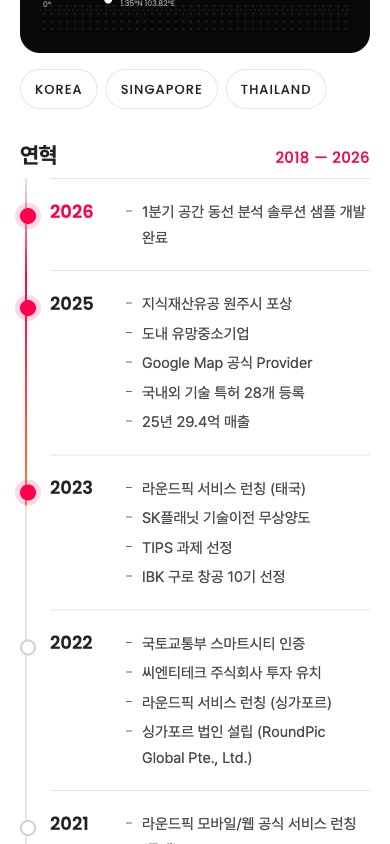 0°
1.35°N 103.82°E
KOREA
SINGAPORE
THAILAND
연혁
2018 — 2026
2026
- 1분기 공간 동선 분석 솔루션 샘플 개발
완료
2025
- 지식재산유공 원주시 포상
- 도내 유망중소기업
- Google Map 공식 Provider
- 국내외 기술 특허 28개 등록
- 25년 29.4억 매출
2023
- 라운드픽 서비스 런칭 (태국)
- SK플래닛 기술이전 무상양도
- TIPS 과제 선정
- IBK 구로 창공 10기 선정
2022
- 국토교통부 스마트시티 인증
- 씨엔티테크 주식회사 투자 유치
- 라운드픽 서비스 런칭 (싱가포르)
- 싱가포르 법인 설립 (RoundPic
Global Pte., Ltd.)
2021
- 라운드픽 모바일/웹 공식 서비스 런칭